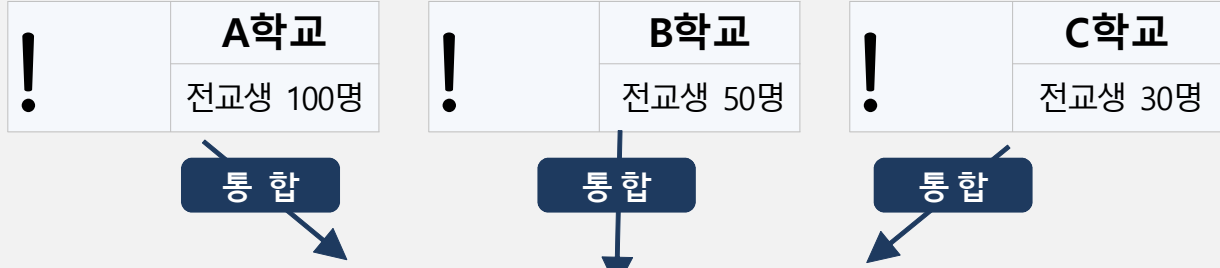 ! A학교
전교생 100명
! B학교
전교생 50명
! C학교
전교생 30명
통 합
통합
통합